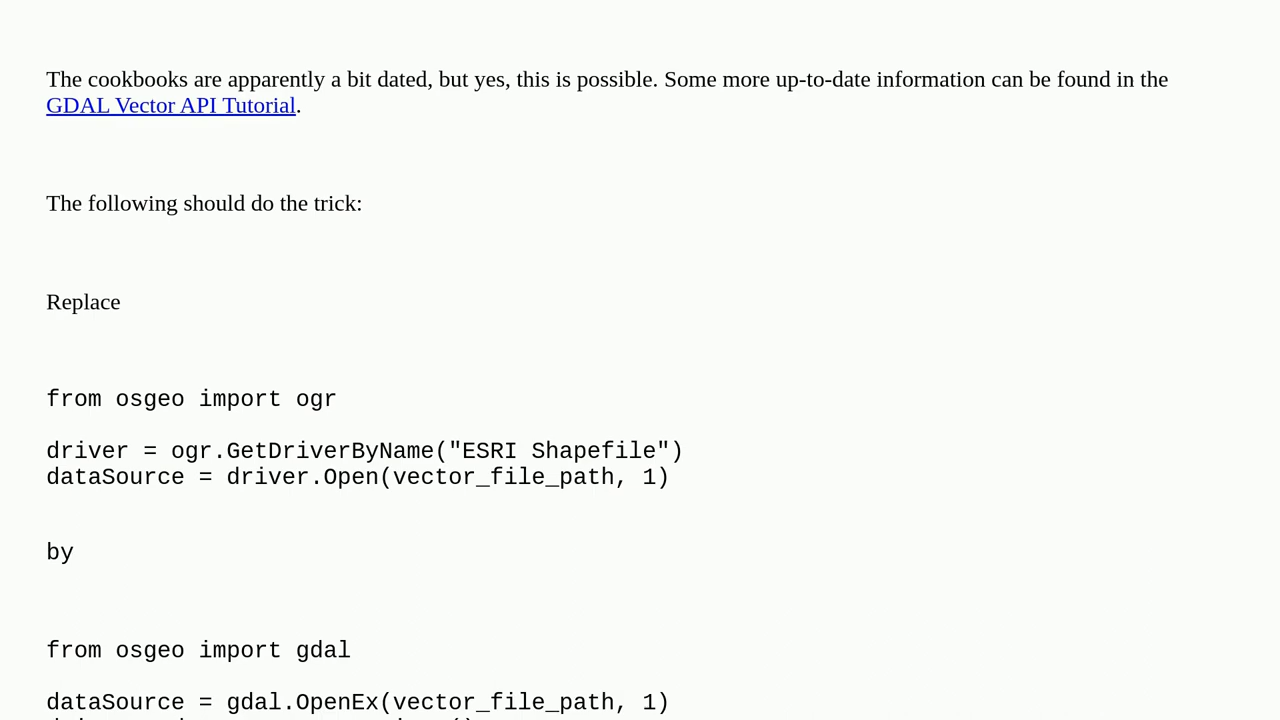 The cookbooks are apparently a bit dated, but yes, this is possible. Some more up-to-date information can be found in the
GDAL Vector API Tutorial.
The following should do the trick:
Replace
from osgeo import ogr
driver = ogr.GetDriverByName("ESRI Shapefile")
dataSource = driver.Open(vector_file_path, 1)
by
from osgeo import gdal
dataSource = gdal.OpenEx(vector_file_path, 1)